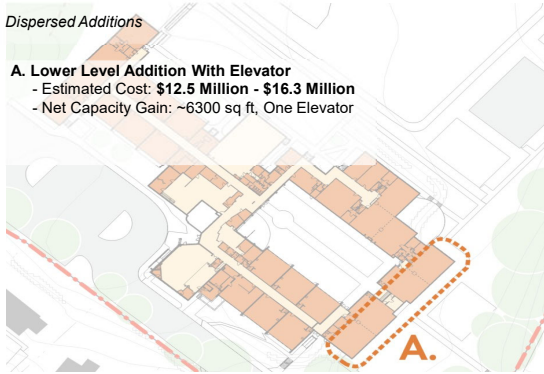 Dispersed Additions
A. Lower Level Addition With Elevator
- Estimated Cost: $12.5 Million - $16.3 Million
- Net Capacity Gain: ~6300 sq ft, One Elevator
A.